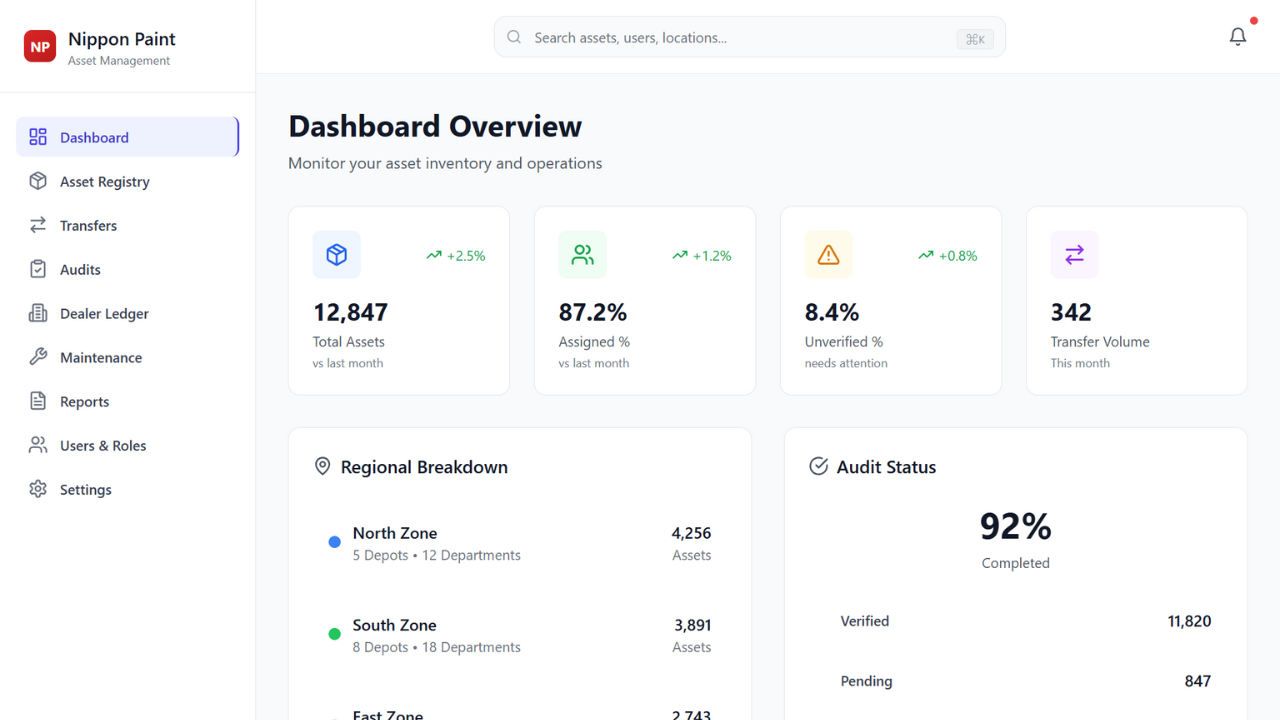 NP
Nippon Paint
Asset Management
Search assets, users, locations...
⌘K
Dashboard
Asset Registry
Transfers
Audits
Dealer Ledger
Maintenance
Reports
Users & Roles
Settings
Dashboard Overview
Monitor your asset inventory and operations
+2.5%
12,847
Total Assets
vs last month
+1.2%
87.2%
Assigned %
vs last month
+0.8%
8.4%
Unverified %
needs attention
342
Transfer Volume
This month
Regional Breakdown
North Zone 4,256
5 Depots • 12 Departments Assets
South Zone 3,891
8 Depots • 18 Departments Assets
East Zone 2,743
Audit Status
92%
Completed
Verified 11,820
Pending 847